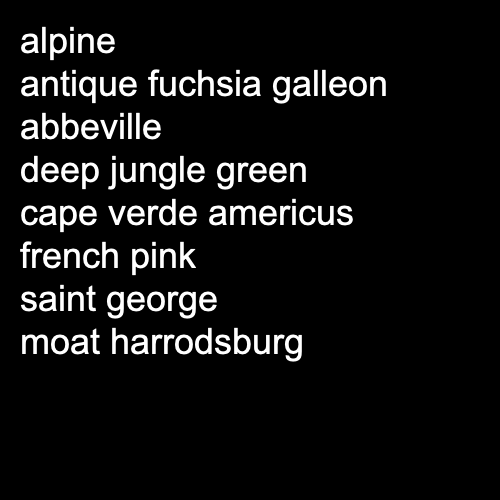 alpine
antique fuchsia galleon
abbeville
deep jungle green
cape verde americus
french pink
saint george
moat harrodsburg